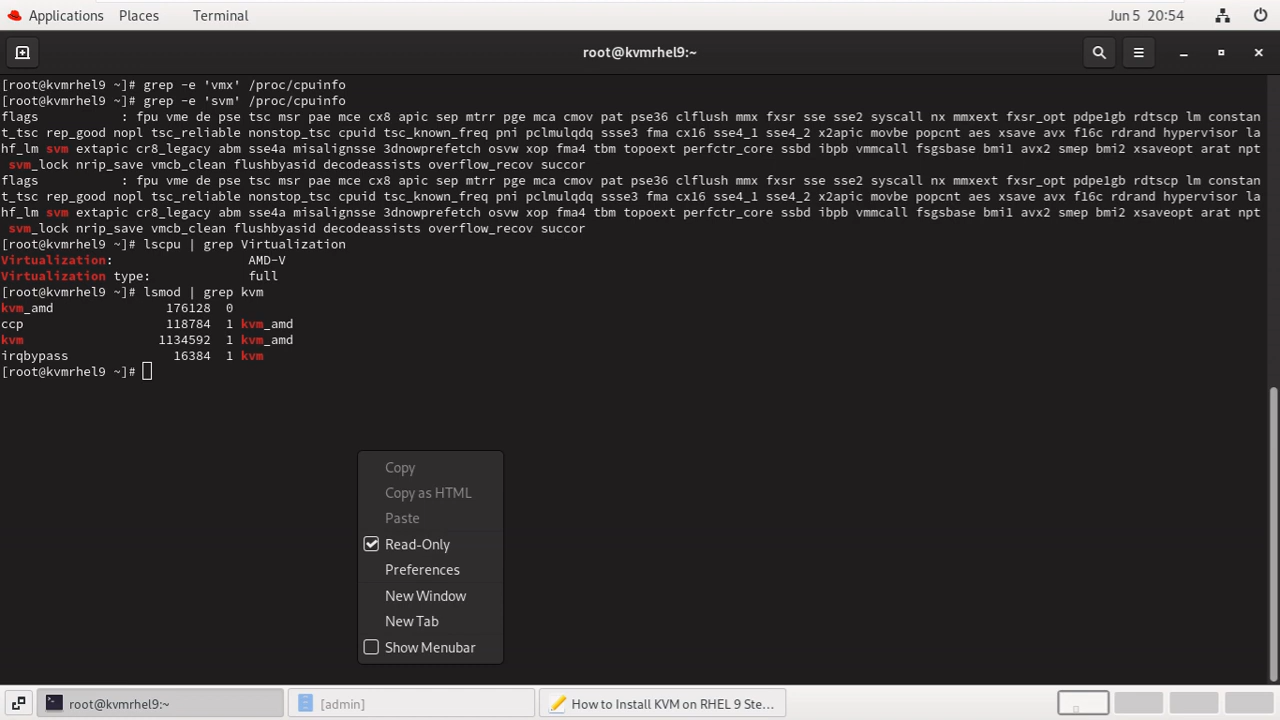 Applications Places Terminal Jun 5 20:54
root@kvmrhel9:~
[root@kvmrhel9 ~]# grep -e 'vmx' /proc/cpuinfo
[root@kvmrhel9 ~]# grep -e 'svm' /proc/cpuinfo
flags : fpu vme de pse tsc msr pae mce cx8 apic sep mtrr pge mca cmov pat pse36 clflush mmx fxsr sse sse2 syscall nx mmxext fxsr_opt pdpe1gb rdtscp lm constan
t_tsc rep_good nopl tsc_reliable nonstop_tsc cpuid tsc_known_freq pni pclmulqdq ssse3 fma cx16 sse4_1 sse4_2 x2apic movbe popcnt aes xsave avx f16c rdrand hypervisor la
hf_lm svm extapic cr8_legacy abm sse4a misalignsse 3dnowprefetch osvw xop fma4 tbm topoext perfctr_core ssbd ibpb vmmcall fsgsbase bmi1 avx2 smep bmi2 xsaveopt arat npt
svm_lock nrip_save vmcb_clean flushbyasid decodeassists overflow_recov succor
flags : fpu vme de pse tsc msr pae mce cx8 apic sep mtrr pge mca cmov pat pse36 clflush mmx fxsr sse sse2 syscall nx mmxext fxsr_opt pdpe1gb rdtscp lm constan
t_tsc rep_good nopl tsc_reliable nonstop_tsc cpuid tsc_known_freq pni pclmulqdq ssse3 fma cx16 sse4_1 sse4_2 x2apic movbe popcnt aes xsave avx f16c rdrand hypervisor la
hf_lm svm extapic cr8_legacy abm sse4a misalignsse 3dnowprefetch osvw xop fma4 tbm topoext perfctr_core ssbd ibpb vmmcall fsgsbase bmi1 avx2 smep bmi2 xsaveopt arat npt
svm_lock nrip_save vmcb_clean flushbyasid decodeassists overflow_recov succor
[root@kvmrhel9 ~]# lscpu | grep Virtualization
Virtualization: AMD-V
Virtualization type: full
[root@kvmrhel9 ~]# lsmod | grep kvm
kvm_amd 176128 0
ccp 118784 1 kvm_amd
kvm 1134592 1 kvm_amd
irqbypass 16384 1 kvm
[root@kvmrhel9 ~]#
Copy
Copy as HTML
Paste
Read-Only
Preferences
New Window
New Tab
Show Menubar
root@kvmrhel9:~ [admin] How to Install KVM on RHEL 9 Ste...